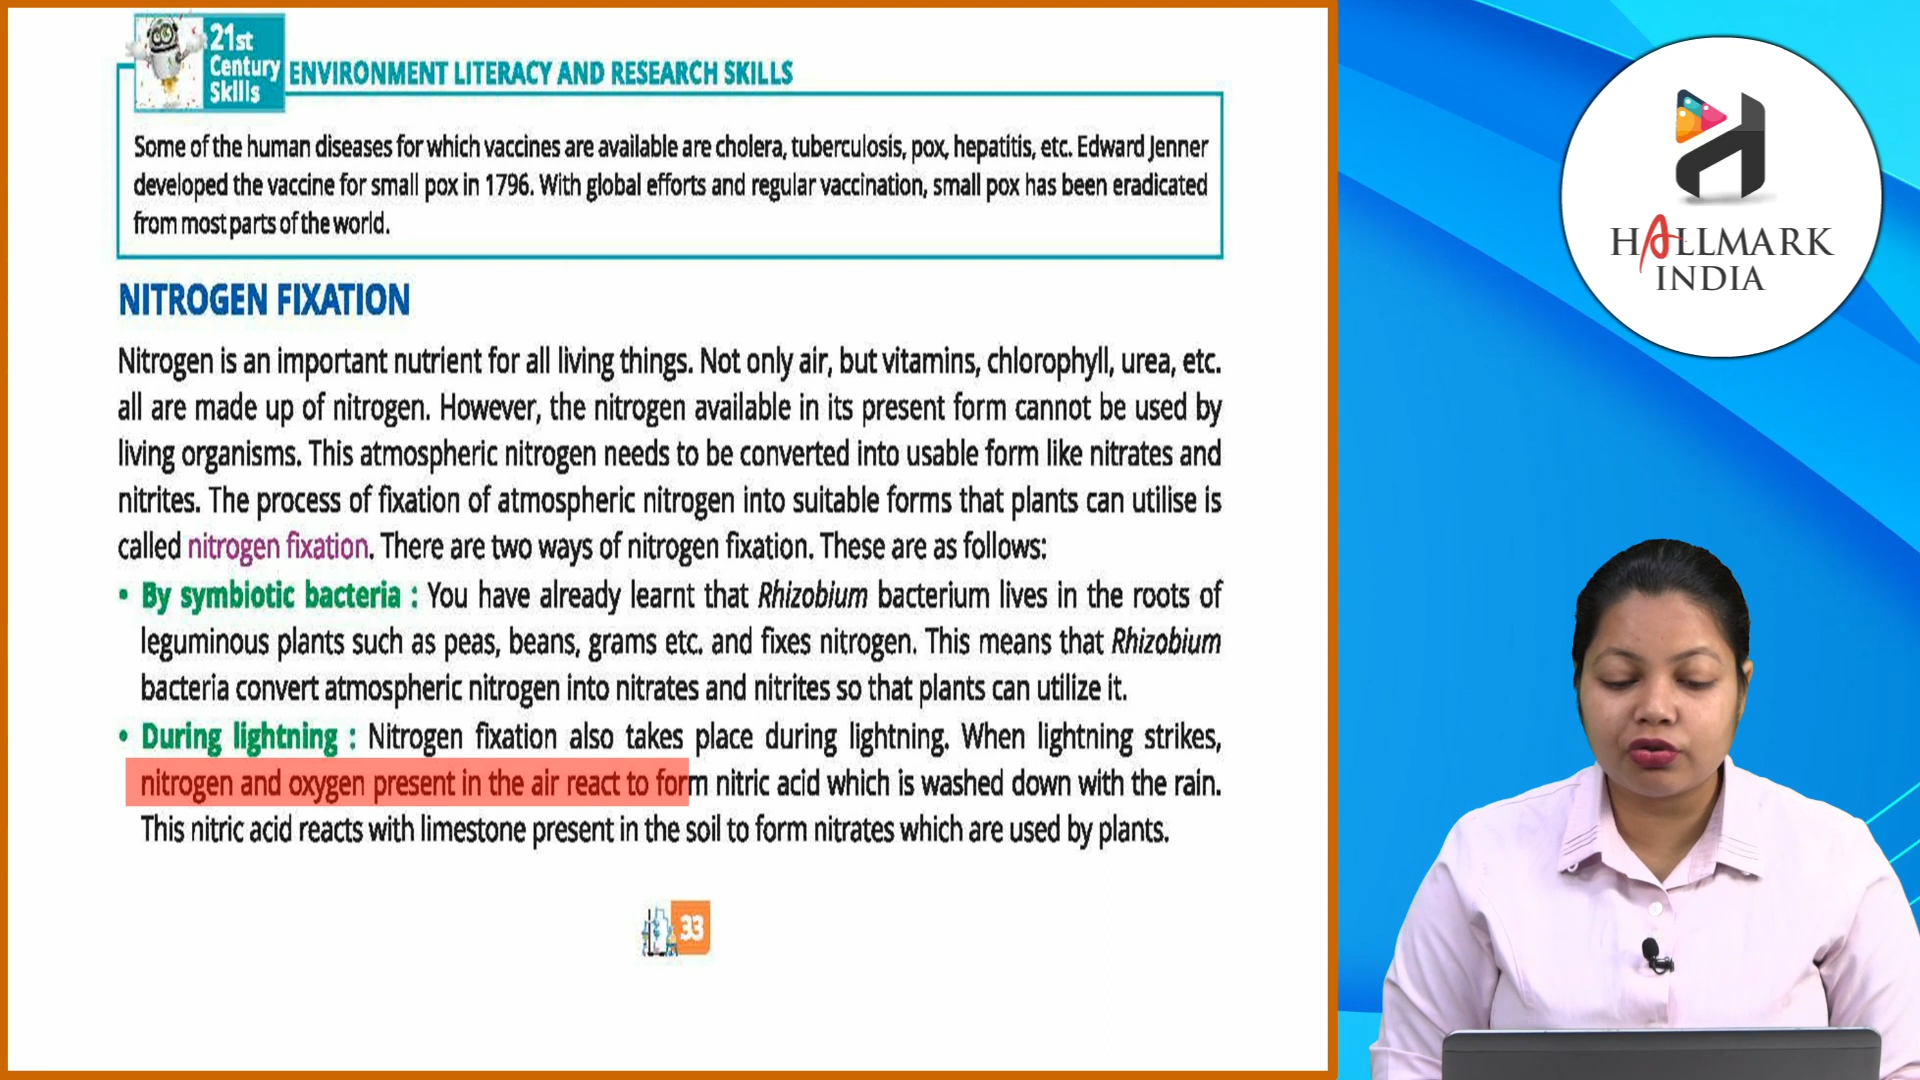 21st
Century
Skills
ENVIRONMENT LITERACY AND RESEARCH SKILLS
Some of the human diseases for which vaccines are available are cholera, tuberculosis, pox, hepatitis, etc. Edward Jenner
developed the vaccine for small pox in 1796. With global efforts and regular vaccination, small pox has been eradicated
from most parts of the world.
NITROGEN FIXATION
Nitrogen is an important nutrient for all living things. Not only air, but vitamins, chlorophyll, urea, etc.
all are made up of nitrogen. However, the nitrogen available in its present form cannot be used by
living organisms. This atmospheric nitrogen needs to be converted into usable form like nitrates and
nitrites. The process of fixation of atmospheric nitrogen into suitable forms that plants can utilise is
called nitrogen fixation. There are two ways of nitrogen fixation. These are as follows:
• By symbiotic bacteria : You have already learnt that Rhizobium bacterium lives in the roots of
leguminous plants such as peas, beans, grams etc. and fixes nitrogen. This means that Rhizobium
bacteria convert atmospheric nitrogen into nitrates and nitrites so that plants can utilize it.
• During lightning : Nitrogen fixation also takes place during lightning. When lightning strikes,
nitrogen and oxygen present in the air react to form nitric acid which is washed down with the rain.
This nitric acid reacts with limestone present in the soil to form nitrates which are used by plants.
33
HALLMARK
INDIA